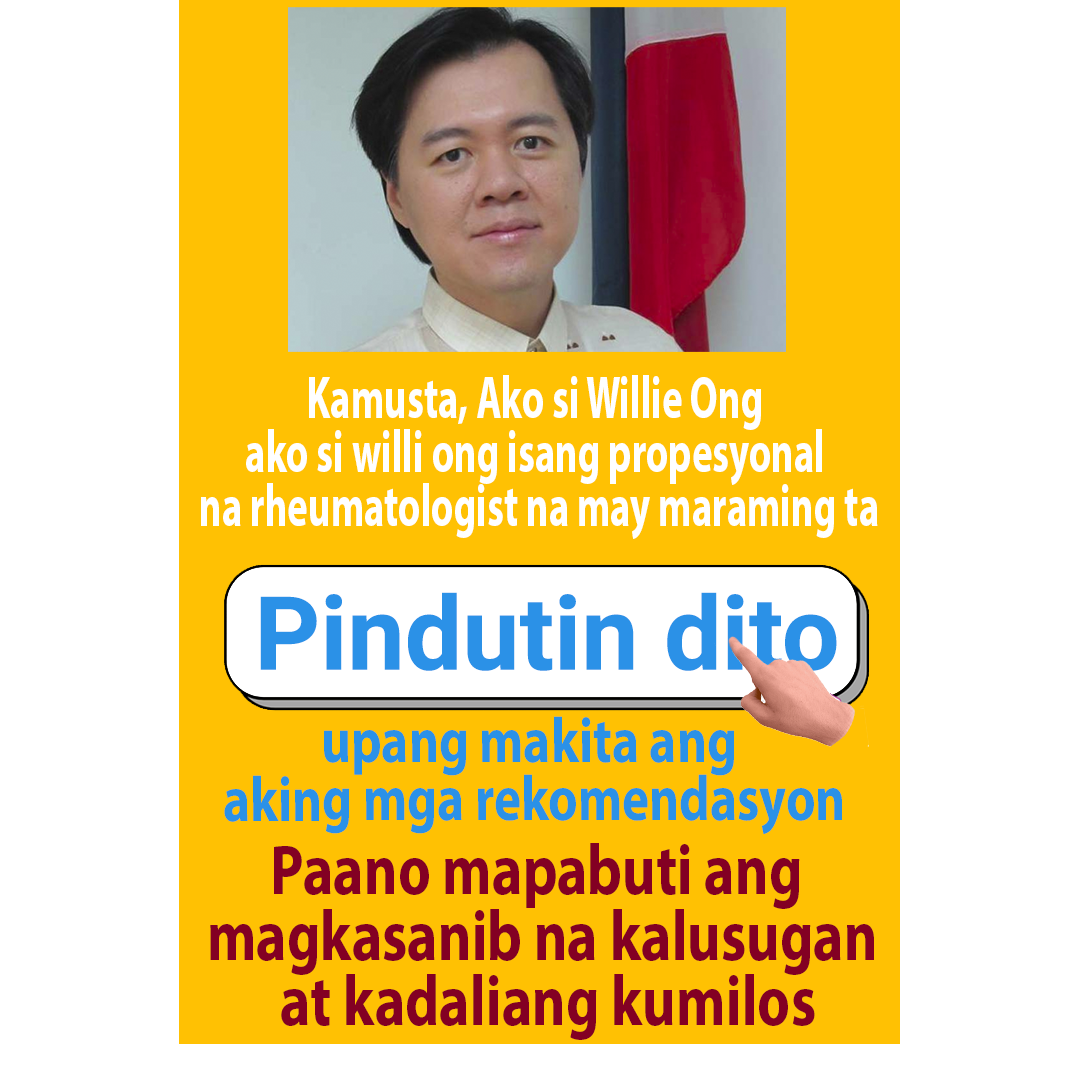 Kamusta, Ako si Willie Ong
ako si willi ong isang propesyonal
na rheumatologist na may maraming ta
Pindutin dito
upang makita ang
aking mga rekomendasyon
Paano mapabuti ang
magkasanib na kalusugan
at kadaliang kumilos